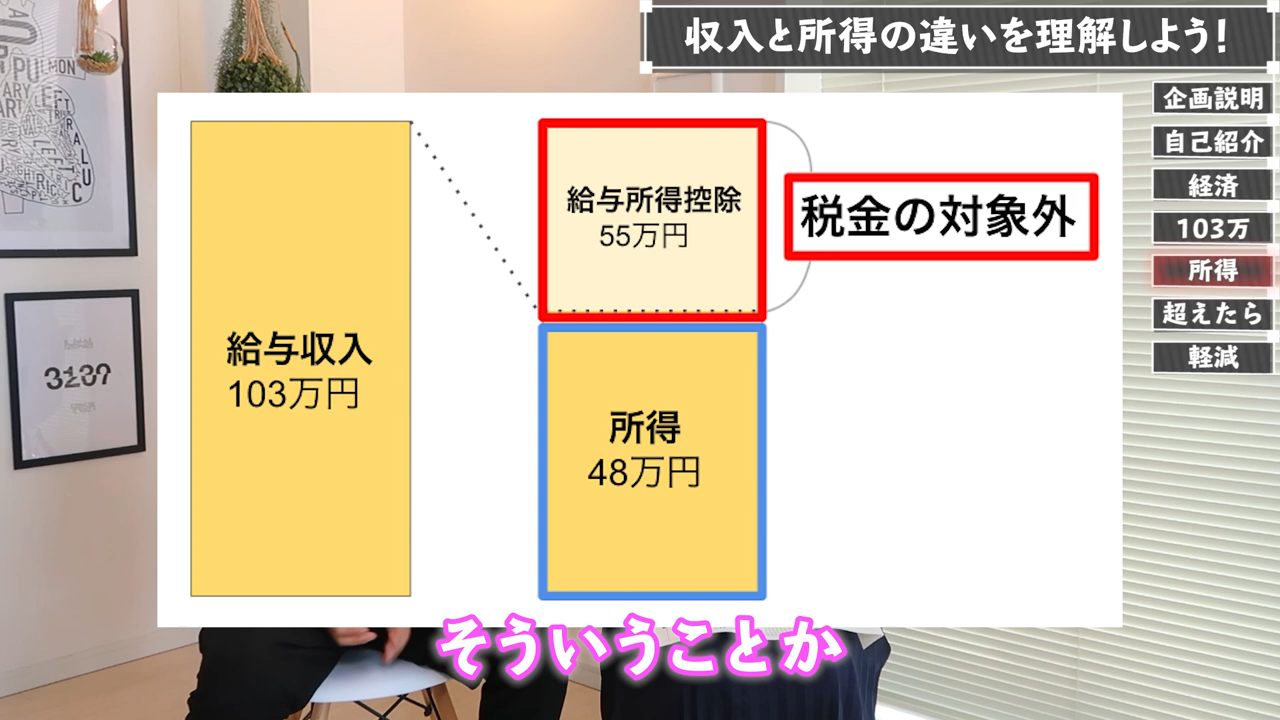 収入と所得の違いを理解しよう!
企画説明
自己紹介
経済
103万
所得
超えたら
軽減
給与収入
103万円
給与所得控除
55万円
税金の対象外
所得
48万円
そういうことか
PULMON